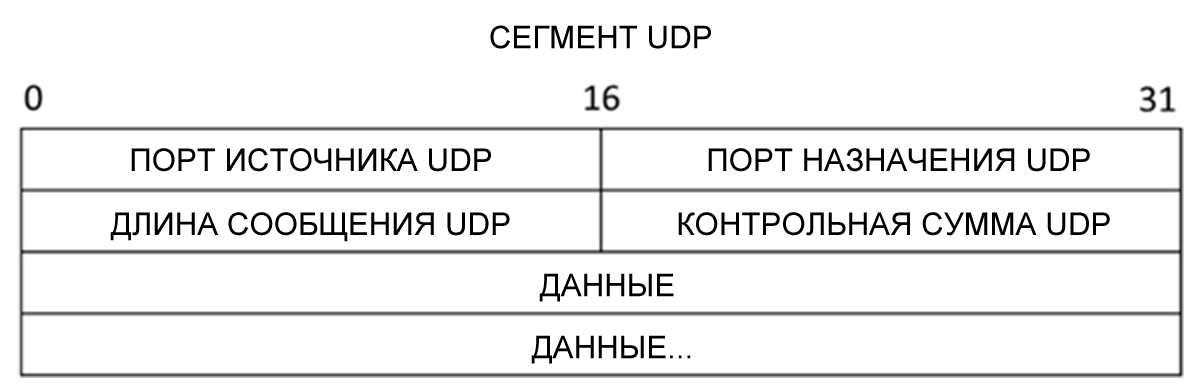 СЕГМЕНТ UDP
0 16 31
ПОРТ ИСТОЧНИКА UDP ПОРТ НАЗНАЧЕНИЯ UDP
ДЛИНА СООБЩЕНИЯ UDP КОНТРОЛЬНАЯ СУММА UDP
ДАННЫЕ
ДАННЫЕ...